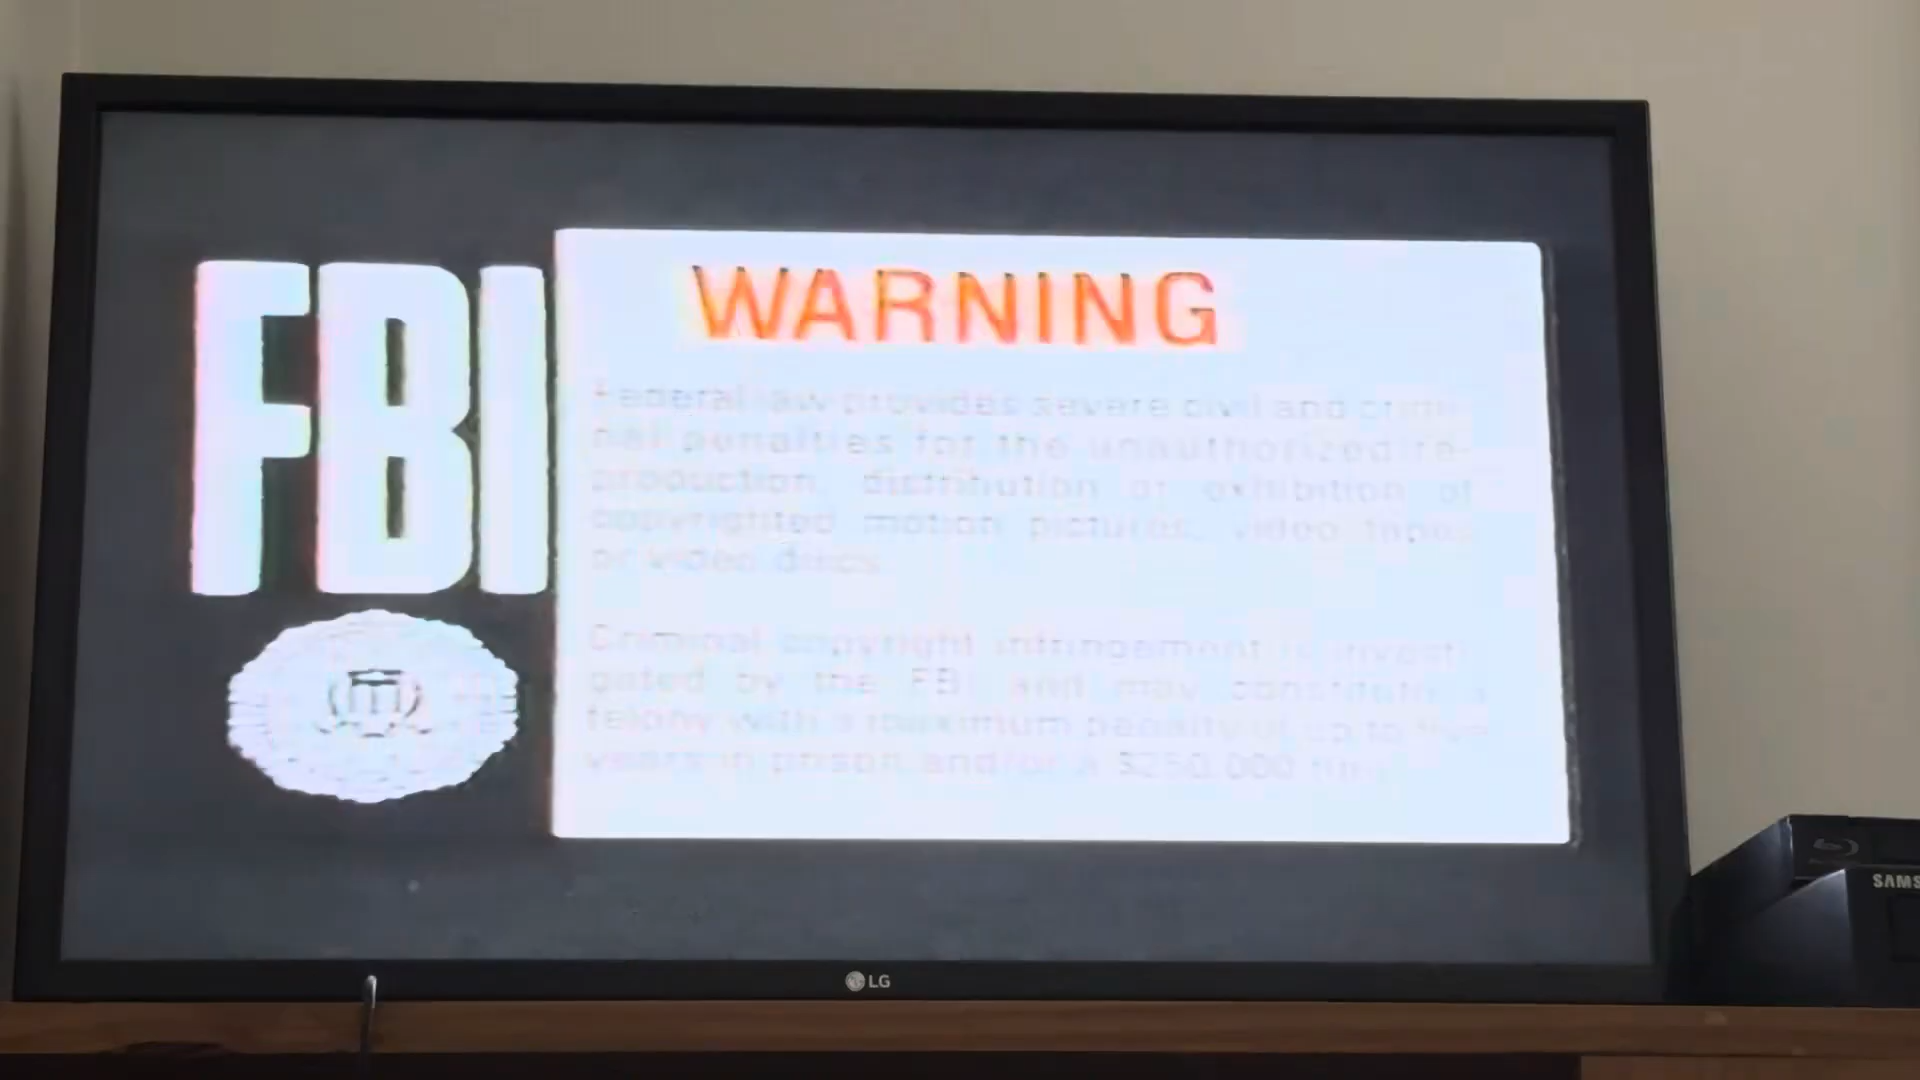 FBI
WARNING
Federal law provides severe civil and crimi-
nal penalties for the unauthorized re-
production, distribution or exhibition of
copyrighted motion pictures, video tapes
or video discs.
Criminal copyright infringement is investi-
gated by the FBI and may constitute a
felony with a maximum penalty of up to five
years in prison and/or a $250,000 fine.
LG
SAMS